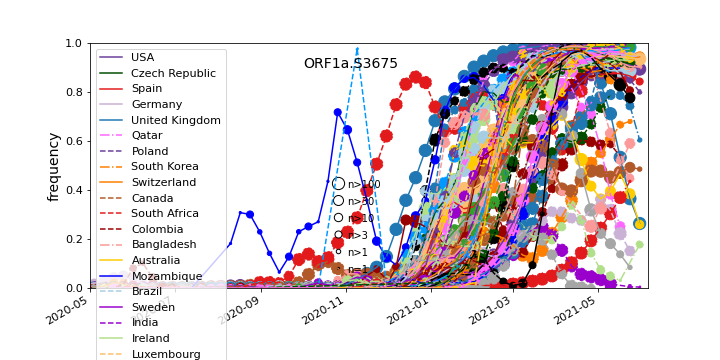 ORF1a.S3675
frequency
1.0
0.8
0.6
0.4
0.2
0.0
USA
Czech Republic
Spain
Germany
United Kingdom
Qatar
Poland
South Korea
Switzerland
Canada
South Africa
Colombia
Bangladesh
Australia
Mozambique
Brazil
Sweden
India
Ireland
Luxembourg
n>100
n>30
n>10
n>3
n>1
n=1
2020-05
2020-09
2020-11
2021-01
2021-03
2021-05